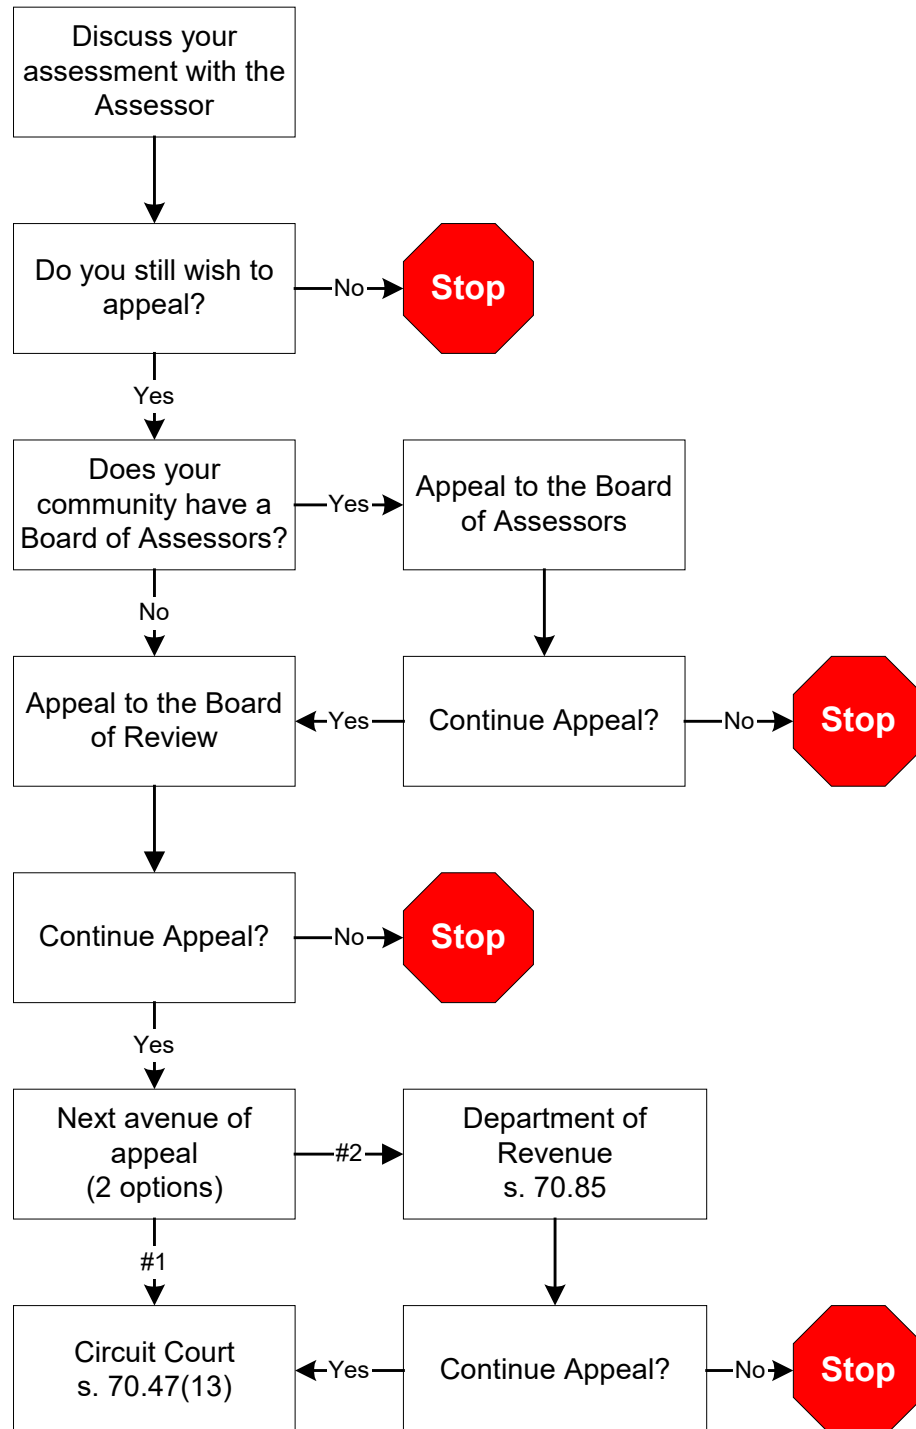 Discuss your
assessment with the
Assessor
Do you still wish to
appeal?
No
Stop
Yes
Does your
community have a
Board of Assessors?
Yes
Appeal to the Board
of Assessors
No
Appeal to the Board
of Review
Yes
Continue Appeal?
No
Stop
Continue Appeal?
No
Stop
Yes
Next avenue of
appeal
(2 options)
#2
Department of
Revenue
s. 70.85
#1
Circuit Court
s. 70.47(13)
Yes
Continue Appeal?
No
Stop